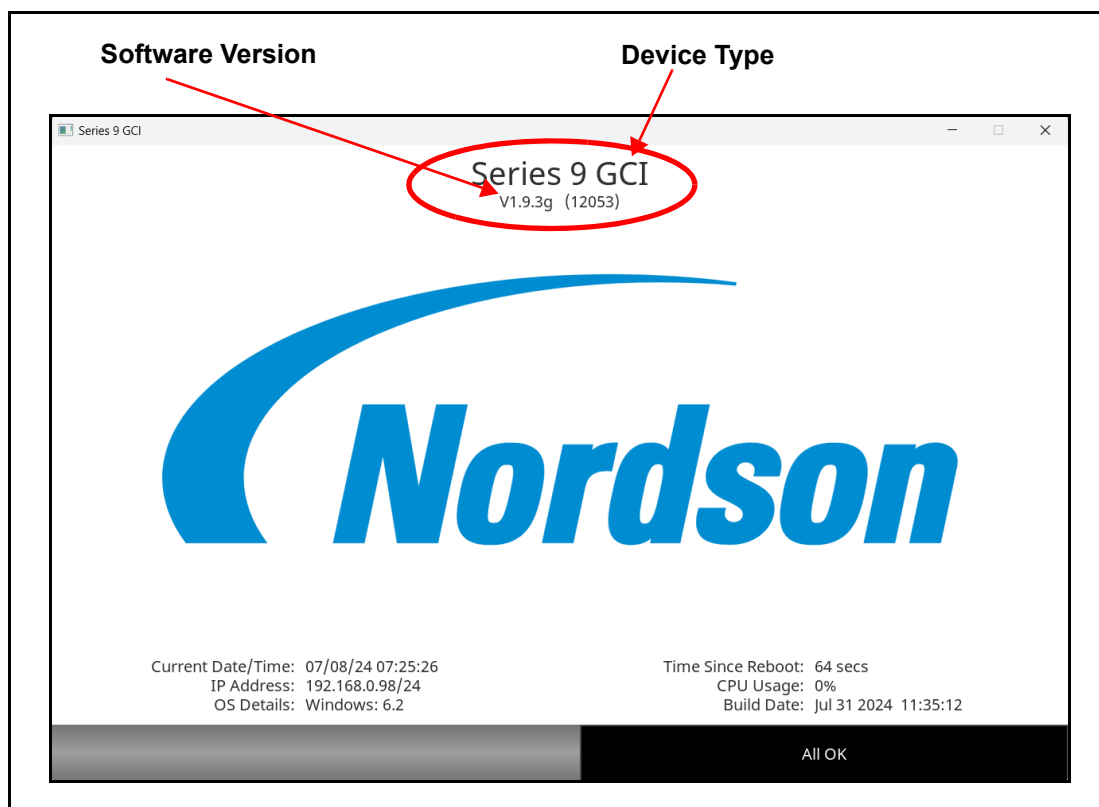 Software Version
Device Type
Series 9 GCI
Series 9 GCI
V1.9.3g (12053)
Nordson
Current Date/Time: 07/08/24 07:25:26
IP Address: 192.168.0.98/24
OS Details: Windows: 6.2
Time Since Reboot: 64 secs
CPU Usage: 0%
Build Date: Jul 31 2024 11:35:12
All OK